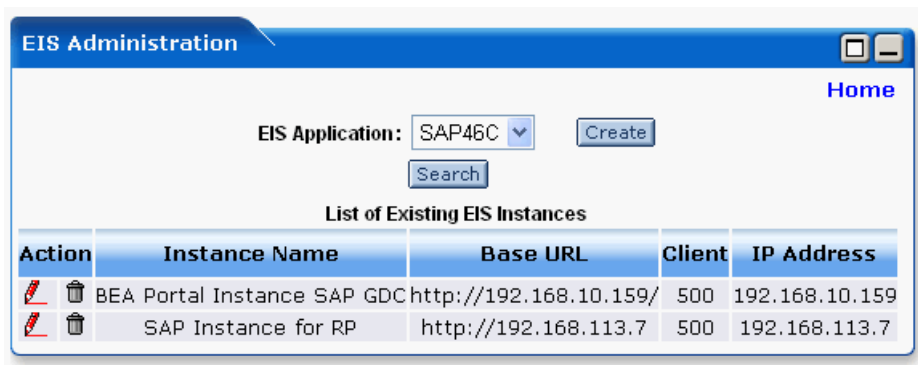 EIS Administration
Home
EIS Application: SAP46C Create
Search
List of Existing EIS Instances
Action Instance Name Base URL Client IP Address
BEA Portal Instance SAP GDC http://192.168.10.159/ 500 192.168.10.159
SAP Instance for RP http://192.168.113.7 500 192.168.113.7